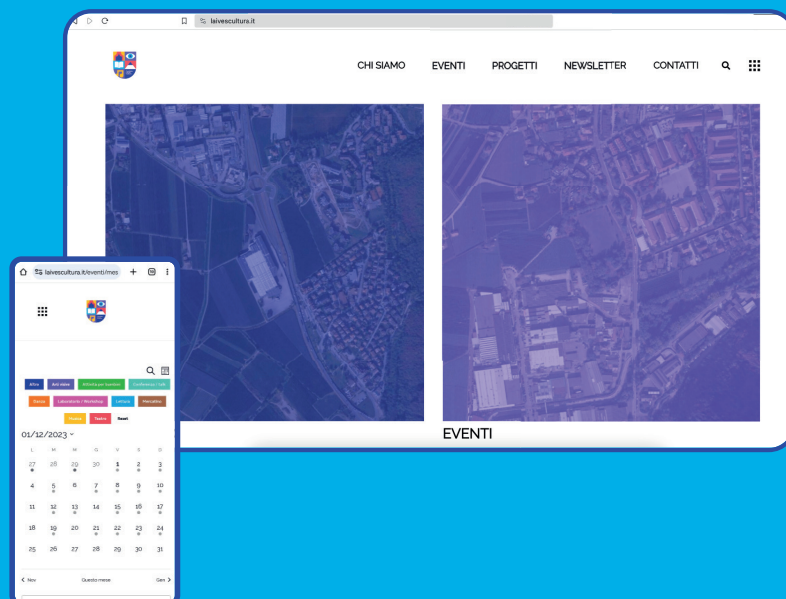 laivescultura.it
CHI SIAMO EVENTI PROGETTI NEWSLETTER CONTATTI
EVENTI
laivescultura.it/eventi/mes
Altro Arti visive Attività per bambini Conferenza / Talk
Danza Laboratorio / Workshop Lettura Mercatino
Musica Teatro Reset
01/12/2023
L M M G V S D
27 28 29 30 1 2 3
4 5 6 7 8 9 10
11 12 13 14 15 16 17
18 19 20 21 22 23 24
25 26 27 28 29 30 31
Nov Questo mese Gen